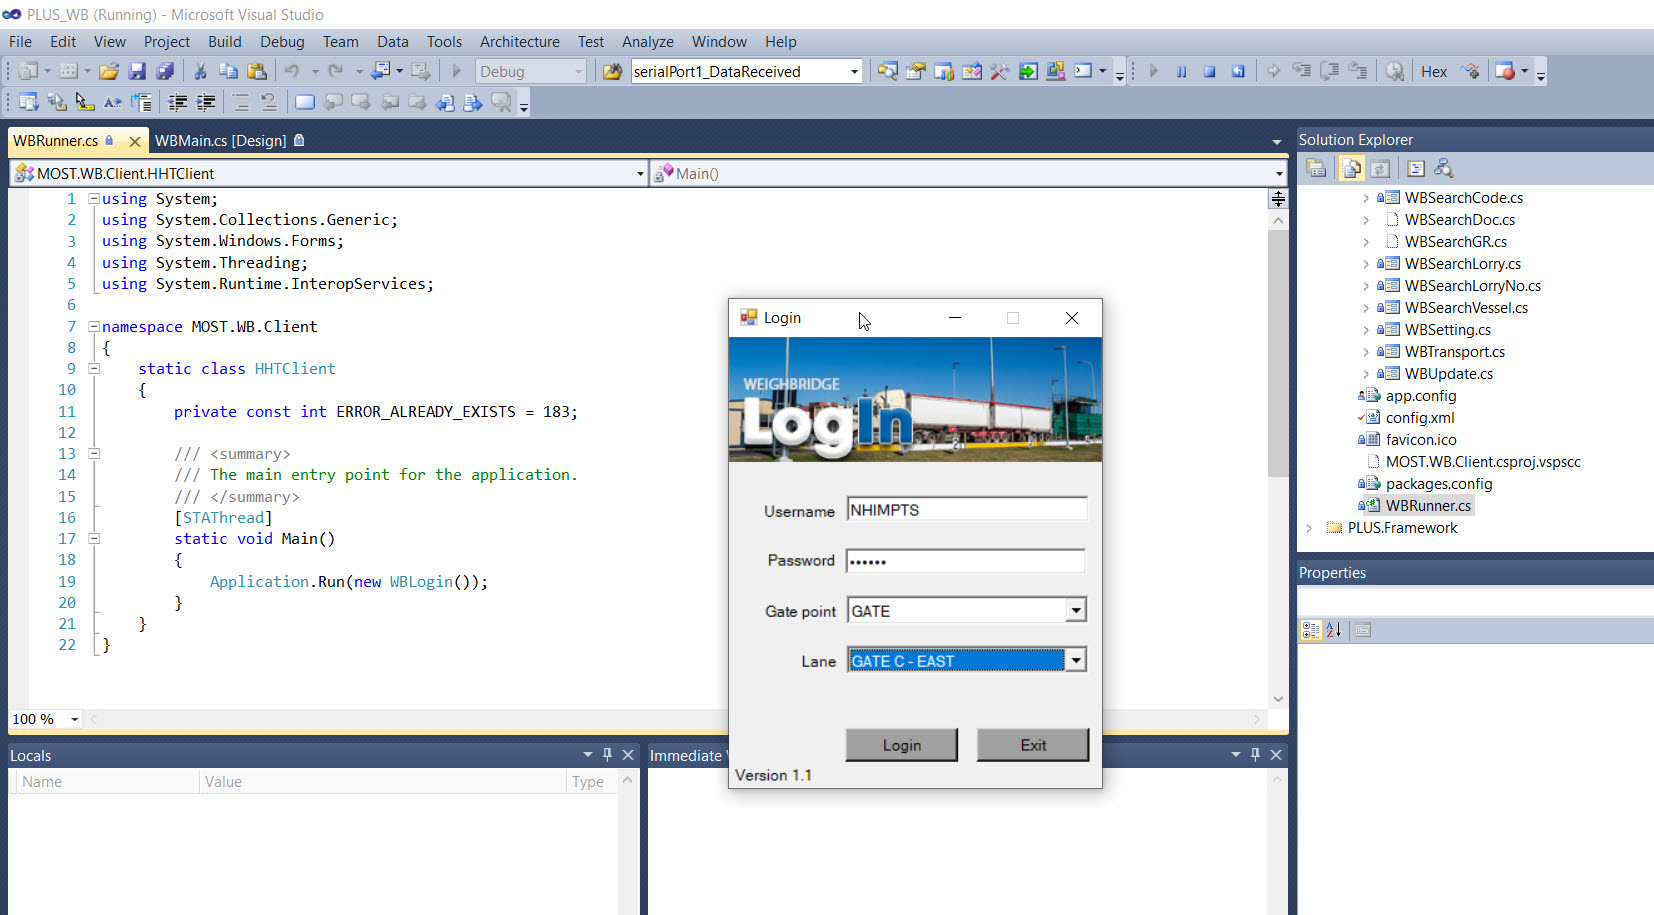 PLUS_WB (Running) - Microsoft Visual Studio
File Edit View Project Build Debug Team Data Tools Architecture Test Analyze Window Help
Debug serialPort1_DataReceived Hex
WBRunner.cs WBMain.cs [Design]
MOST.WB.Client.HHTClient Main()
1 using System;
2 using System.Collections.Generic;
3 using System.Windows.Forms;
4 using System.Threading;
5 using System.Runtime.InteropServices;
6
7 namespace MOST.WB.Client
8 {
9 static class HHTClient
10 {
11 private const int ERROR_ALREADY_EXISTS = 183;
12
13 /// <summary>
14 /// The main entry point for the application.
15 /// </summary>
16 [STAThread]
17 static void Main()
18 {
19 Application.Run(new WBLogin());
20 }
21 }
22 }
100 %
Locals
Name Value Type
Immediate
Login
WEIGHBRIDGE
LogIn
Username NHIMPTS
Password ••••••
Gate point GATE
Lane GATE C - EAST
Login Exit
Version 1.1
Solution Explorer
WBSearchCode.cs
WBSearchDoc.cs
WBSearchGR.cs
WBSearchLorry.cs
WBSearchLorryNo.cs
WBSearchVessel.cs
WBSetting.cs
WBTransport.cs
WBUpdate.cs
app.config
config.xml
favicon.ico
MOST.WB.Client.csproj.vspscc
packages.config
WBRunner.cs
PLUS.Framework
Properties